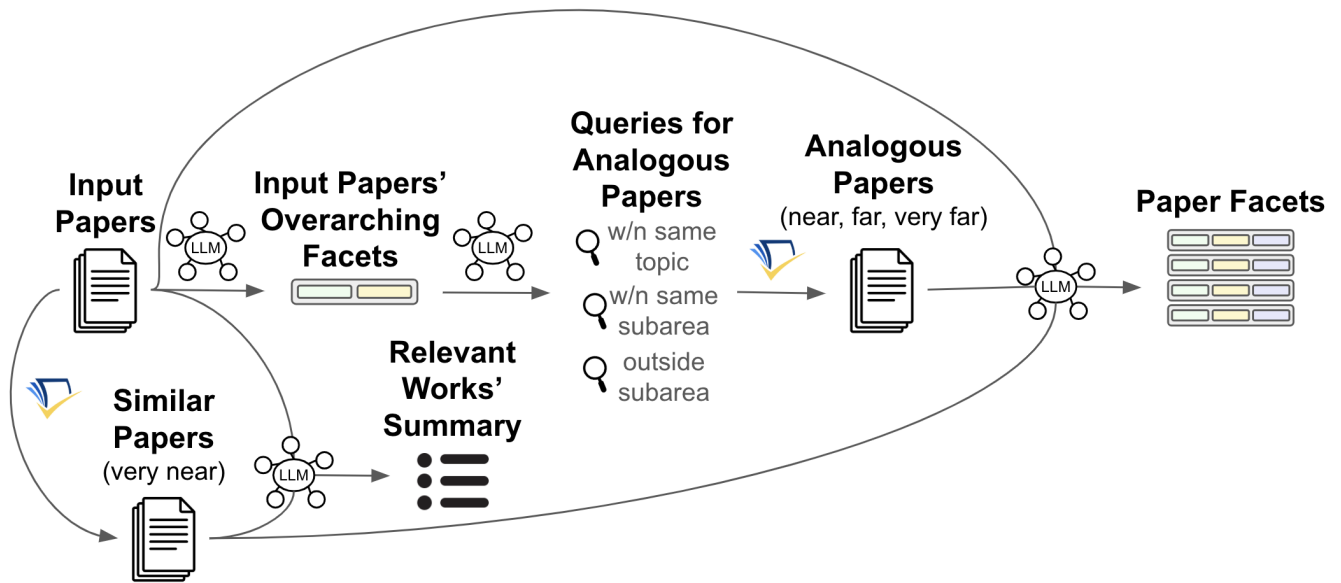 Input
Papers
LLM
Input Papers’
Overarching
Facets
LLM
Queries for
Analogous
Papers
w/n same
topic
w/n same
subarea
outside
subarea
Analogous
Papers
(near, far, very far)
LLM
Paper Facets
Similar
Papers
(very near)
LLM
Relevant
Works’
Summary